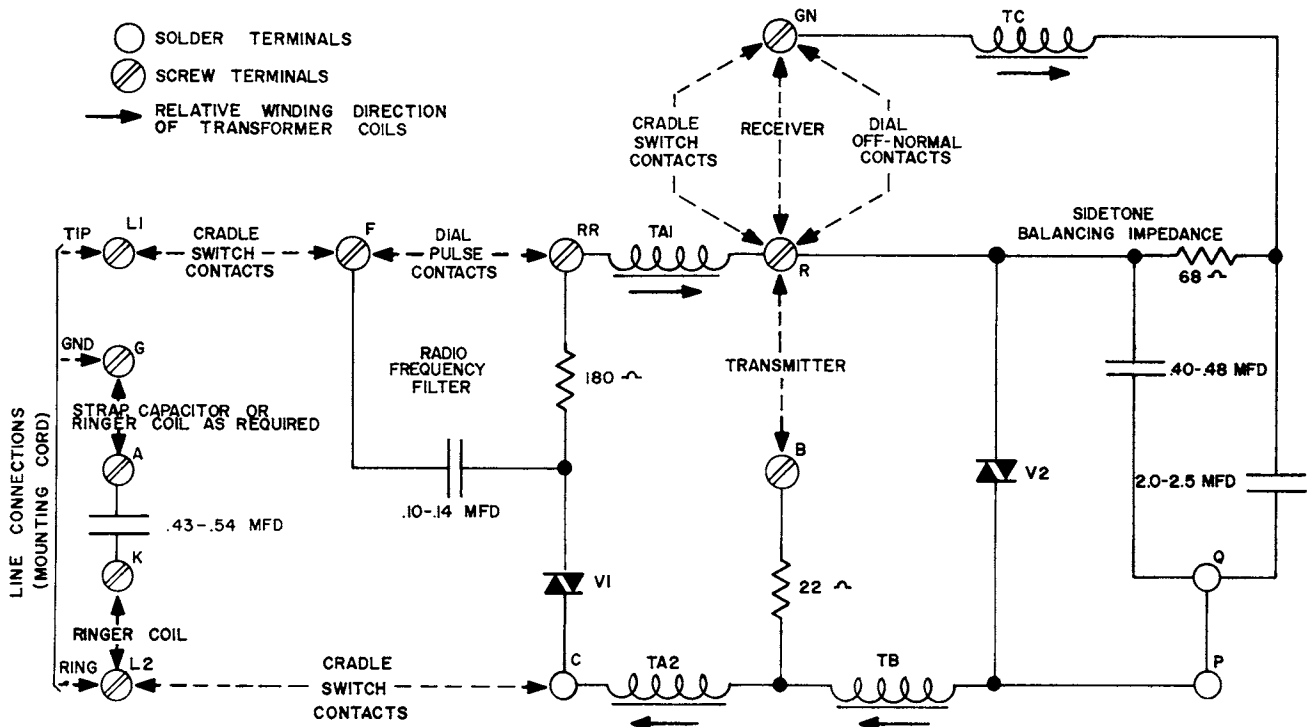 SOLDER TERMINALS
SCREW TERMINALS
RELATIVE WINDING DIRECTION
OF TRANSFORMER COILS
GN
TC
CRADLE
SWITCH
CONTACTS
RECEIVER
DIAL
OFF-NORMAL
CONTACTS
TIP
L1
CRADLE
SWITCH
CONTACTS
F
DIAL
PULSE
CONTACTS
RR
TA1
R
SIDETONE
BALANCING IMPEDANCE
68
GND
G
RADIO
FREQUENCY
FILTER
180
TRANSMITTER
.40-.48 MFD
STRAP CAPACITOR OR
RINGER COIL AS REQUIRED
A
B
V2
2.0-2.5 MFD
.43-.54 MFD
.10-.14 MFD
LINE CONNECTIONS
(MOUNTING CORD)
K
V1
22
Q
RINGER COIL
RING
L2
CRADLE
SWITCH
CONTACTS
C
TA2
TB
P